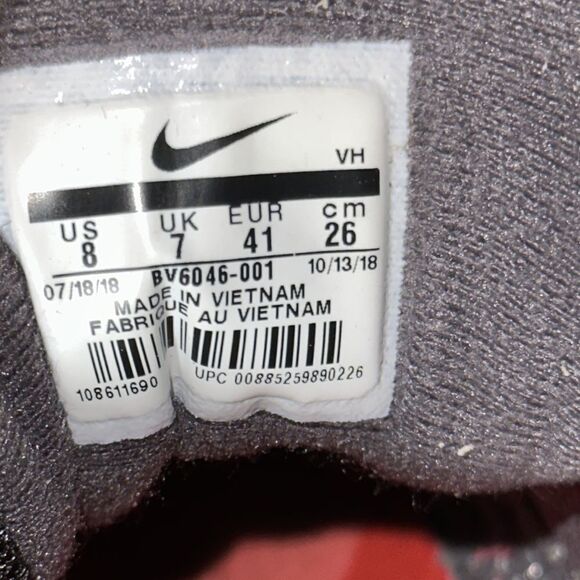 VH
US UK EUR cm
8 7 41 26
07/18/18 BV6046-001 10/13/18
MADE IN VIETNAM
FABRIQUE AU VIETNAM
108611690 UPC 00885259890226